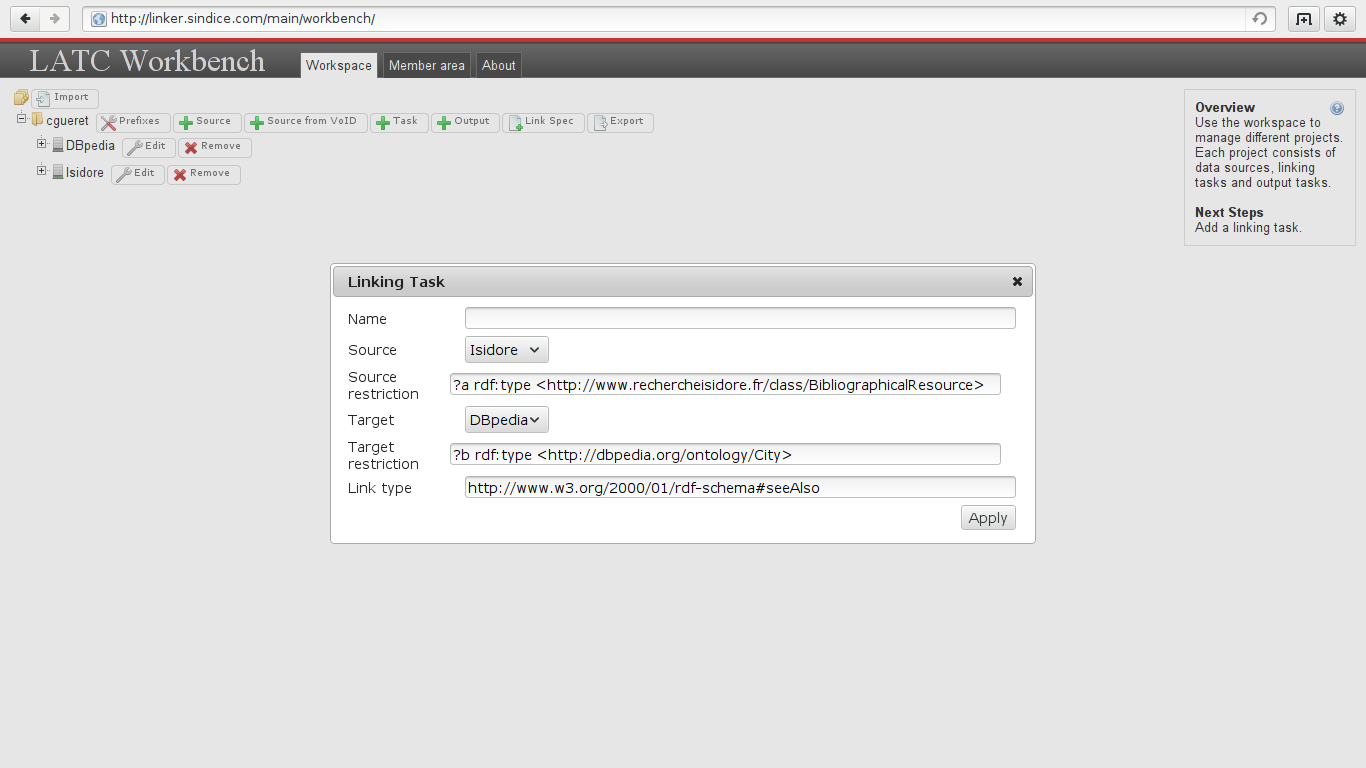 http://linker.sindice.com/main/workbench/
LATC Workbench
Workspace
Member area
About
Import
cgueret
Prefixes
Source
Source from VoID
Task
Output
Link Spec
Export
DBpedia
Edit
Remove
Isidore
Edit
Remove
Overview
Use the workspace to
manage different projects.
Each project consists of
data sources, linking
tasks and output tasks.
Next Steps
Add a linking task.
Linking Task
Name
Source
Isidore
Source
restriction
?a rdf:type <http://www.rechercheisidore.fr/class/BibliographicalResource>
Target
DBpedia
Target
restriction
?b rdf:type <http://dbpedia.org/ontology/City>
Link type
http://www.w3.org/2000/01/rdf-schema#seeAlso
Apply